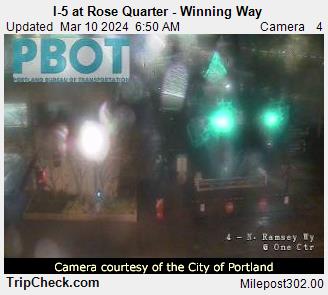 I-5 at Rose Quarter - Winning Way
Updated Mar 10 2024 6:50 AM Camera 4
PBOT
PORTLAND BUREAU OF TRANSPORTATION
4 - N. Ramsey Wy
@ One Ctr
Camera courtesy of the City of Portland
TripCheck.com Milepost302.00